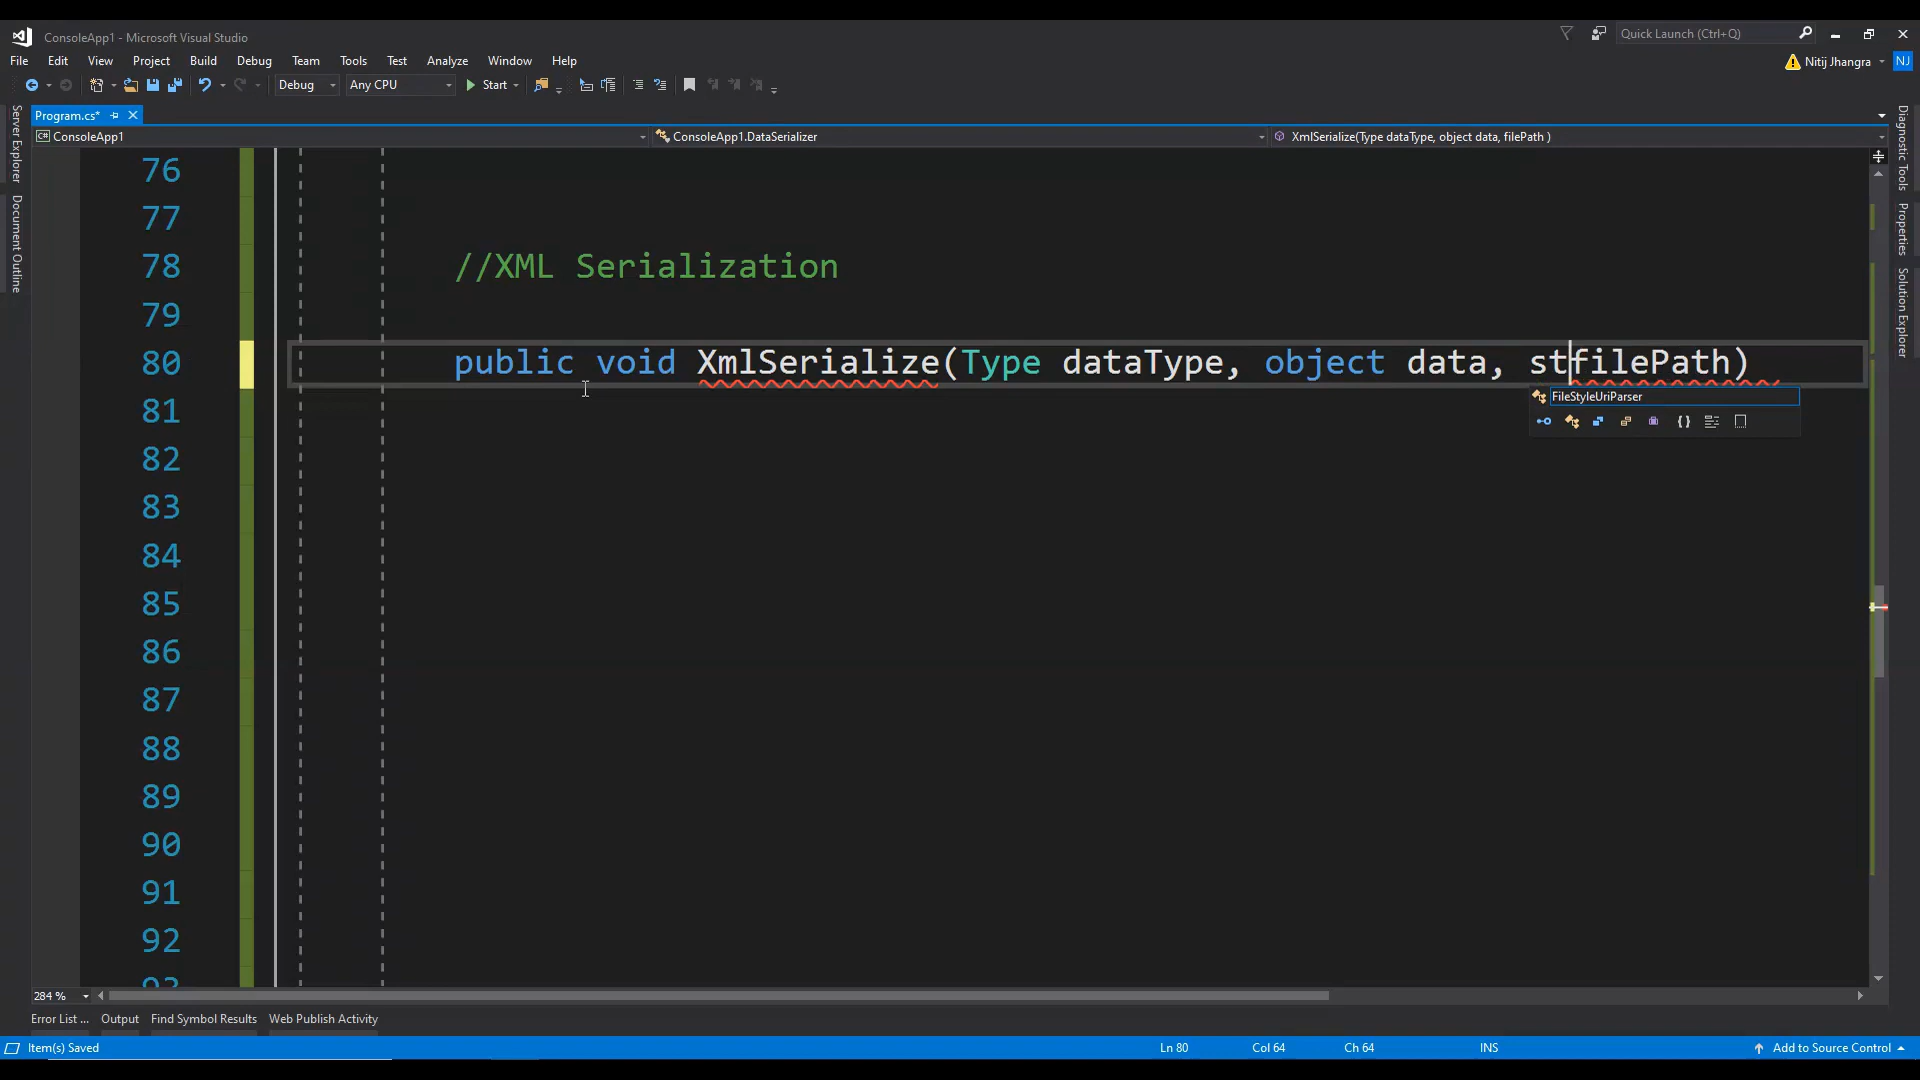 ConsoleApp1 - Microsoft Visual Studio
Quick Launch (Ctrl+Q)
File Edit View Project Build Debug Team Tools Test Analyze Window Help
Nitij Jhangra NJ
Debug Any CPU Start
Program.cs*
ConsoleApp1 ConsoleApp1.DataSerializer XmlSerialize(Type dataType, object data, filePath )
Server Explorer
Document Outline
Diagnostic Tools
Properties
Solution Explorer
76
77
78 //XML Serialization
79
80 public void XmlSerialize(Type dataType, object data, stfilePath)
FileStyleUriParser
81
82
83
84
85
86
87
88
89
90
91
92
93
284 %
Error List ... Output Find Symbol Results Web Publish Activity
Item(s) Saved Ln 80 Col 64 Ch 64 INS Add to Source Control